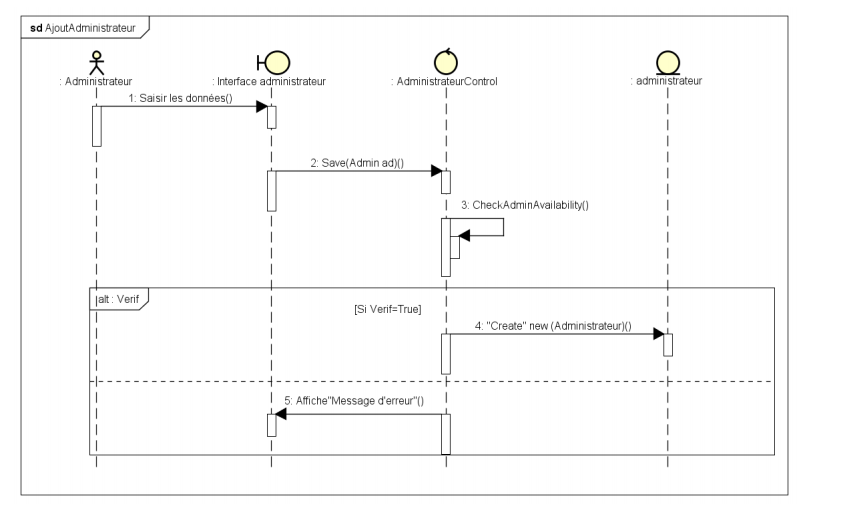 sd AjoutAdministrateur
: Administrateur
: Interface administrateur
: AdministrateurControl
: administrateur
1: Saisir les données()
2: Save(Admin ad)()
3: CheckAdminAvailability()
alt : Verif
[Si Verif=True]
4: "Create" new (Administrateur)()
5: Affiche"Message d'erreur"()